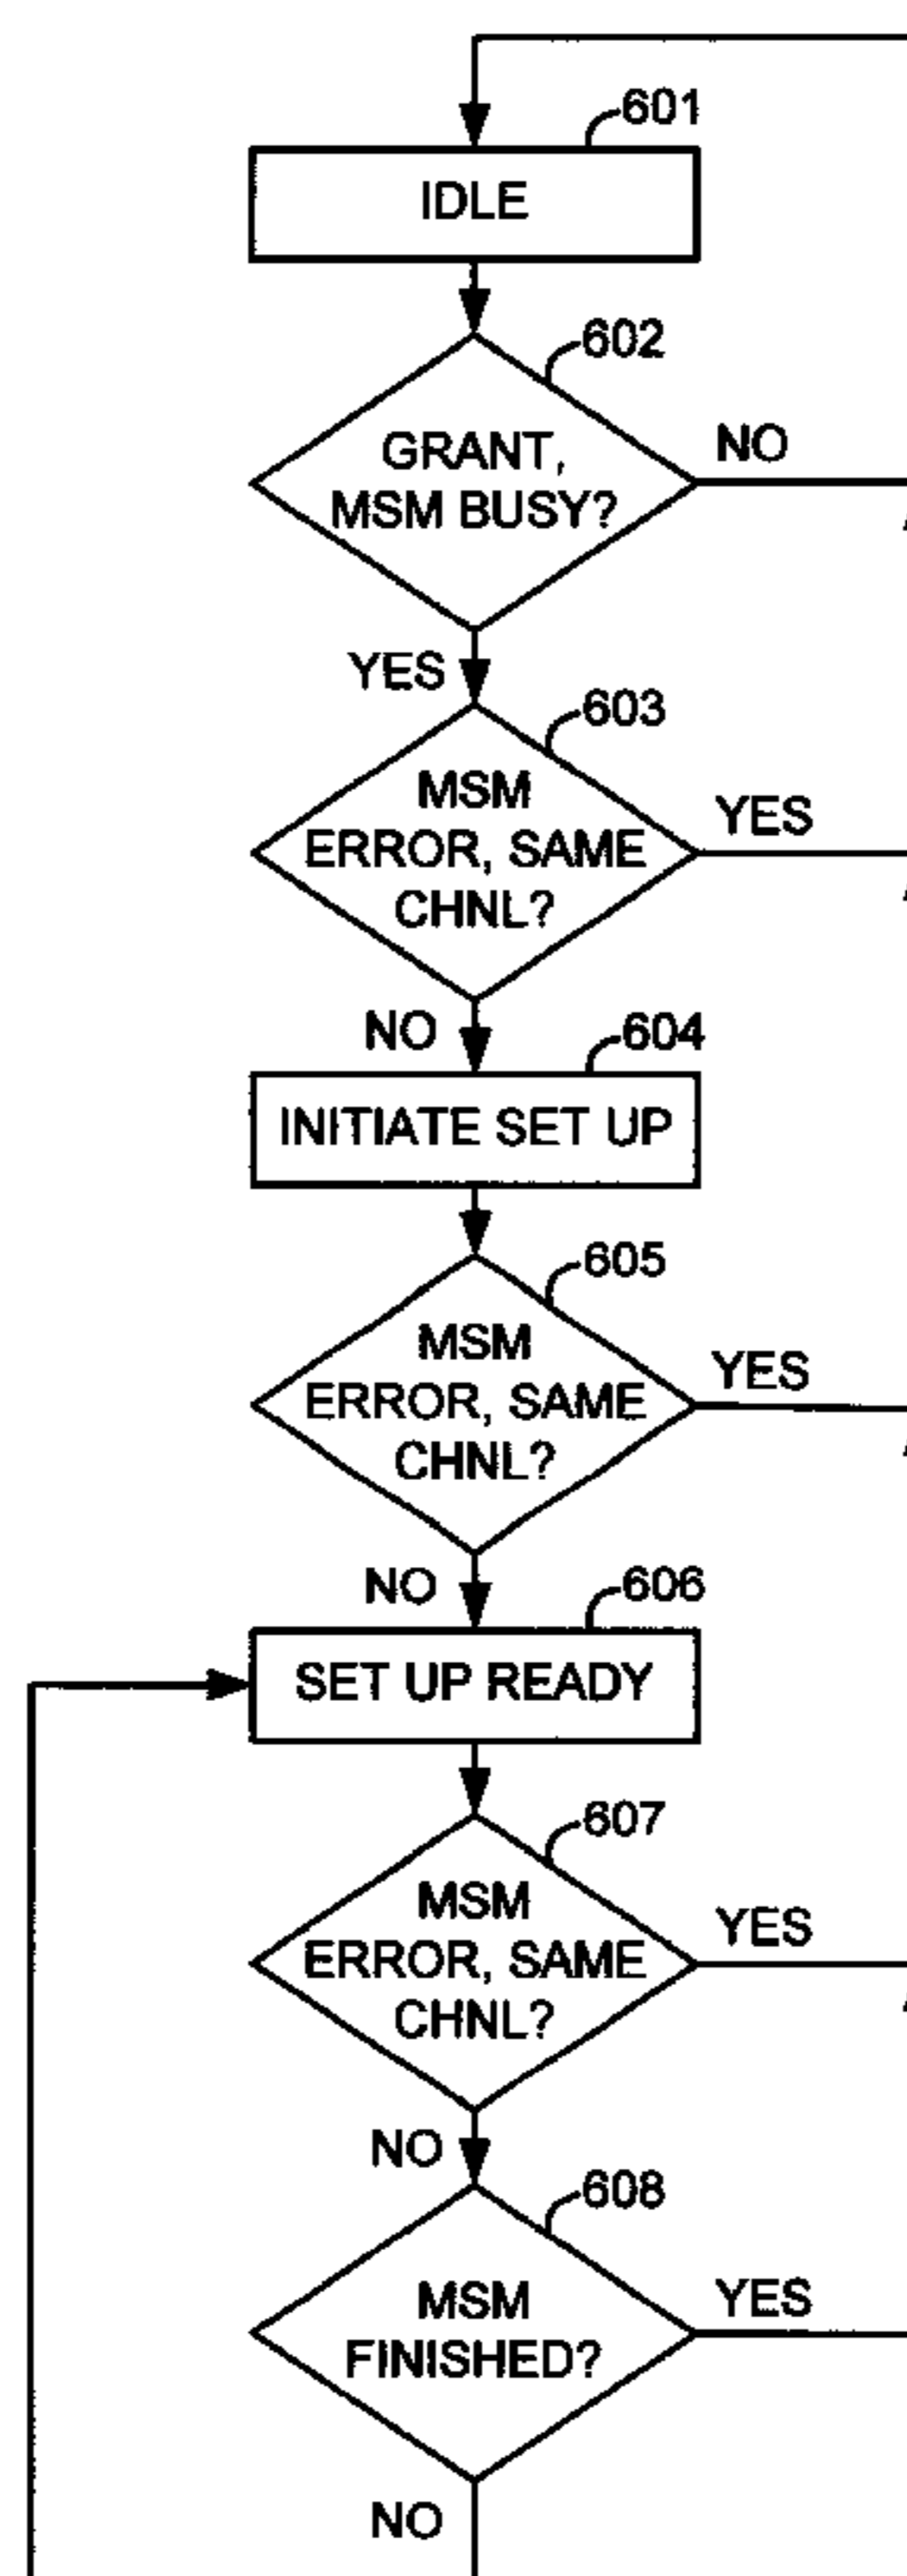 601
IDLE
602
GRANT,
MSM BUSY?
NO
YES
603
MSM
ERROR, SAME
CHNL?
YES
NO
604
INITIATE SET UP
605
MSM
ERROR, SAME
CHNL?
YES
NO
606
SET UP READY
607
MSM
ERROR, SAME
CHNL?
YES
NO
608
MSM
FINISHED?
YES
NO